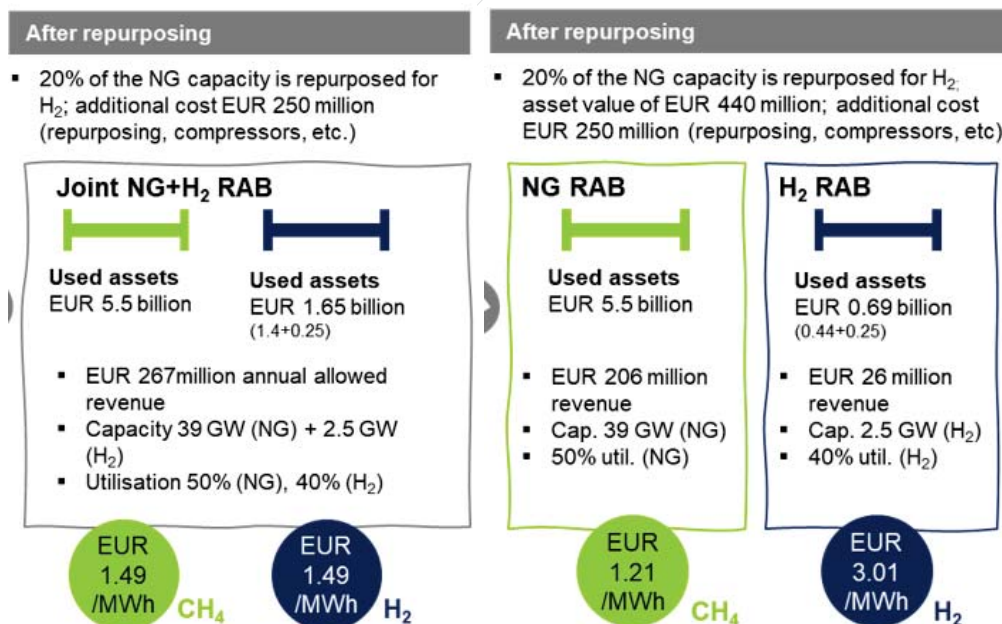 After repurposing
▪ 20% of the NG capacity is repurposed for
H₂; additional cost EUR 250 million
(repurposing, compressors, etc.)
Joint NG+H₂ RAB
Used assets
EUR 5.5 billion
Used assets
EUR 1.65 billion
(1.4+0.25)
▪ EUR 267million annual allowed
revenue
▪ Capacity 39 GW (NG) + 2.5 GW
(H₂)
▪ Utilisation 50% (NG), 40% (H₂)
EUR
1.49
/MWh
CH₄
EUR
1.49
/MWh
H₂
After repurposing
▪ 20% of the NG capacity is repurposed for H₂;
asset value of EUR 440 million; additional cost
EUR 250 million (repurposing, compressors, etc)
NG RAB
Used assets
EUR 5.5 billion
▪ EUR 206 million
revenue
▪ Cap. 39 GW (NG)
▪ 50% util. (NG)
EUR
1.21
/MWh
CH₄
H₂ RAB
Used assets
EUR 0.69 billion
(0.44+0.25)
▪ EUR 26 million
revenue
▪ Cap. 2.5 GW (H₂)
▪ 40% util. (H₂)
EUR
3.01
/MWh
H₂